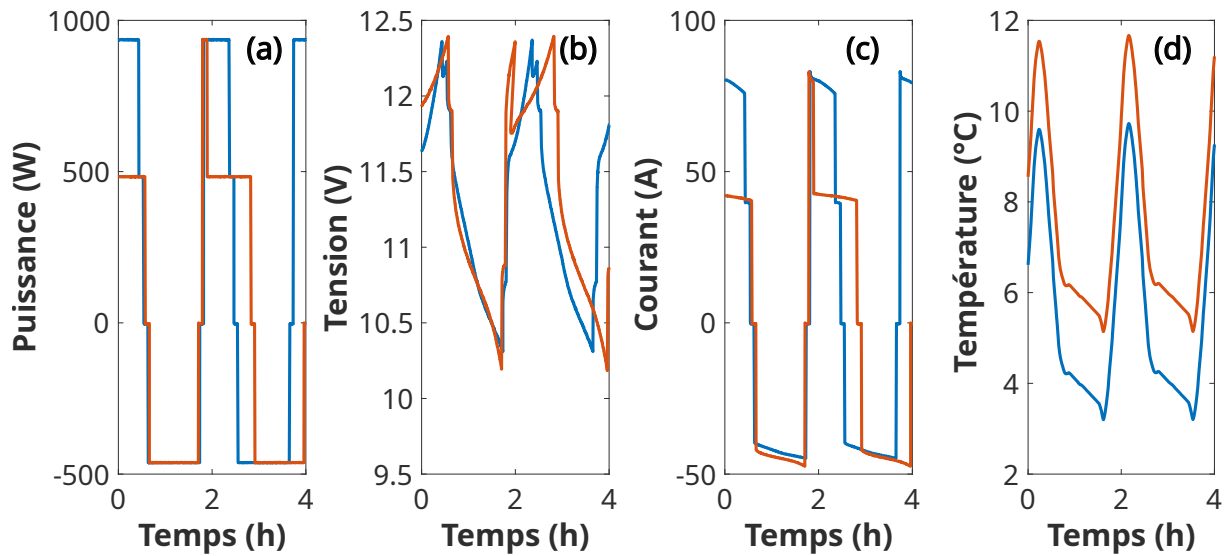 (a)
Puissance (W)
1000
500
0
-500
0 2 4
Temps (h)
(b)
Tension (V)
12.5
12
11.5
11
10.5
10
9.5
0 2 4
Temps (h)
(c)
Courant (A)
100
50
0
-50
0 2 4
Temps (h)
(d)
Température (°C)
12
10
8
6
4
2
0 2 4
Temps (h)